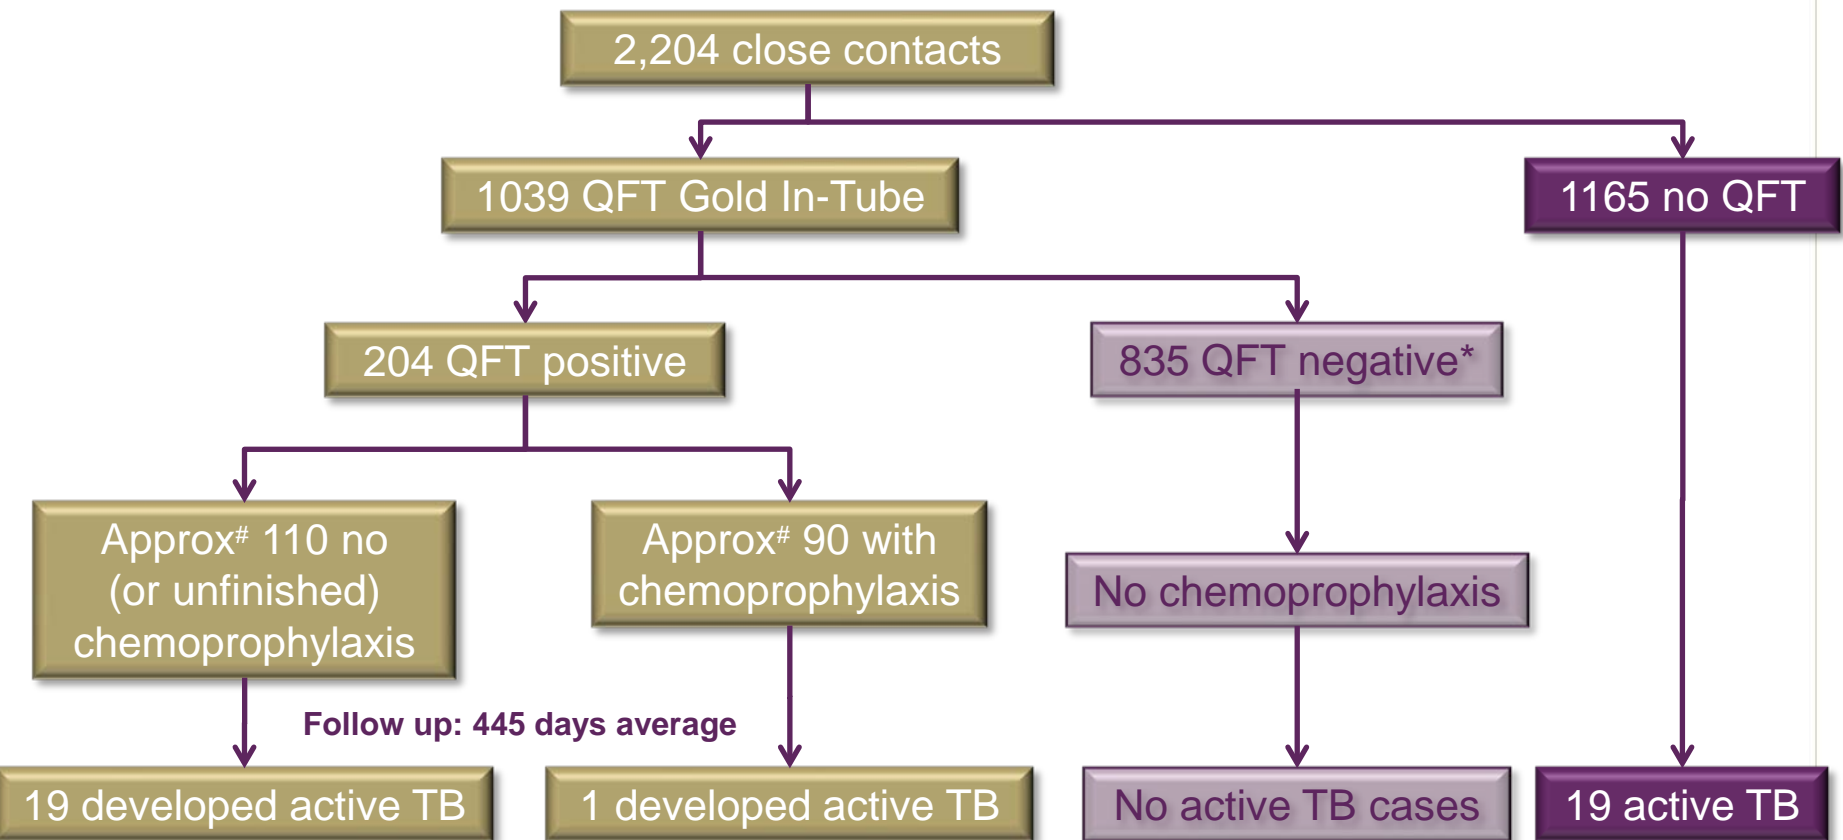 2,204 close contacts
1039 QFT Gold In-Tube
1165 no QFT
204 QFT positive
835 QFT negative*
Approx# 110 no
(or unfinished)
chemoprophylaxis
Approx# 90 with
chemoprophylaxis
No chemoprophylaxis
Follow up: 445 days average
19 developed active TB
1 developed active TB
No active TB cases
19 active TB